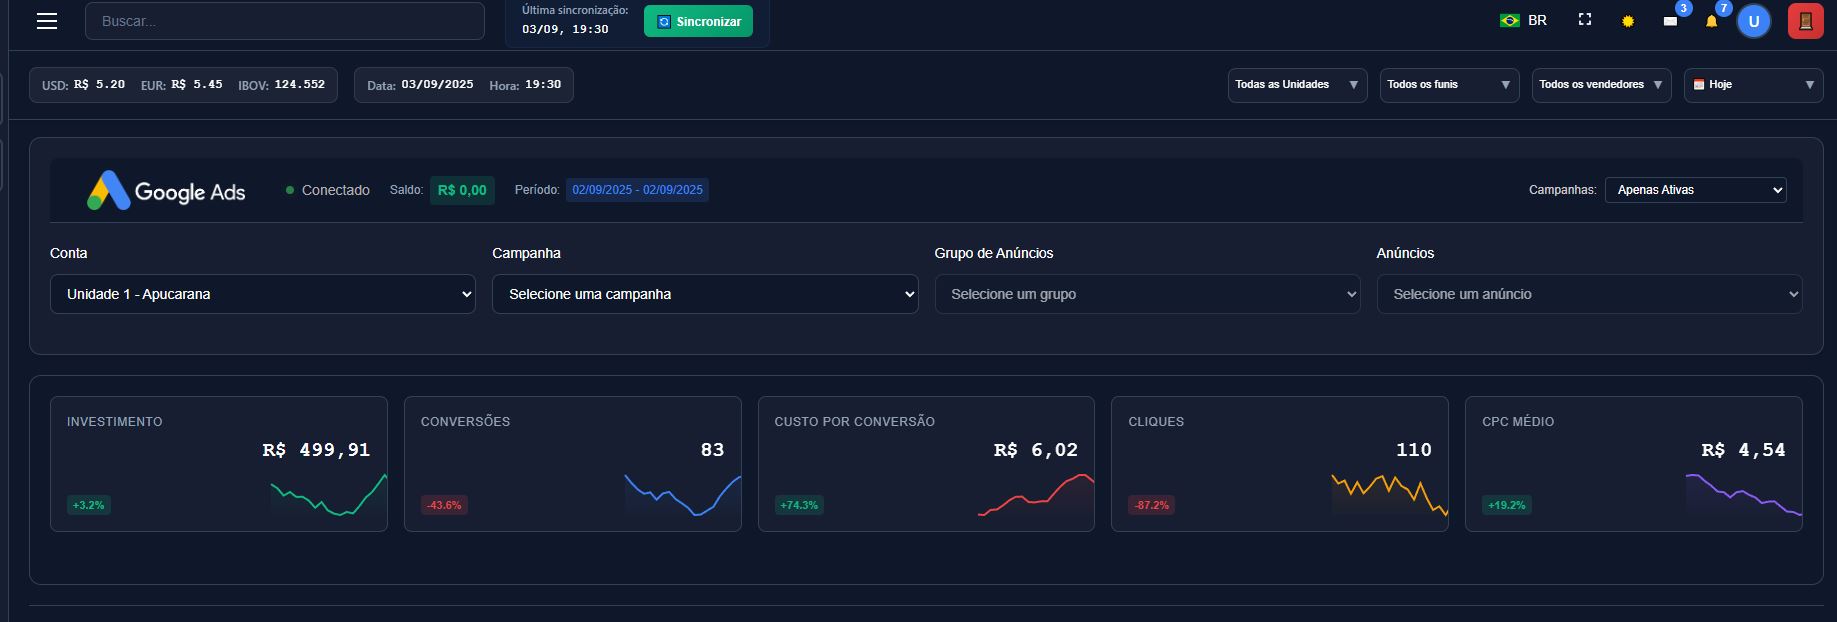 Buscar...
Última sincronização:
03/09, 19:30
Sincronizar
BR
3
7
U
USD: R$ 5.20 EUR: R$ 5.45 IBOV: 124.552
Data: 03/09/2025 Hora: 19:30
Todas as Unidades
Todos os funis
Todos os vendedores
Hoje
Google Ads
Conectado
Saldo: R$ 0,00
Período: 02/09/2025 - 02/09/2025
Campanhas: Apenas Ativas
Conta
Campanha
Grupo de Anúncios
Anúncios
Unidade 1 - Apucarana
Selecione uma campanha
Selecione um grupo
Selecione um anúncio
INVESTIMENTO
R$ 499,91
+3.2%
CONVERSÕES
83
-43.6%
CUSTO POR CONVERSÃO
R$ 6,02
+74.3%
CLIQUES
110
-87.2%
CPC MÉDIO
R$ 4,54
+19.2%